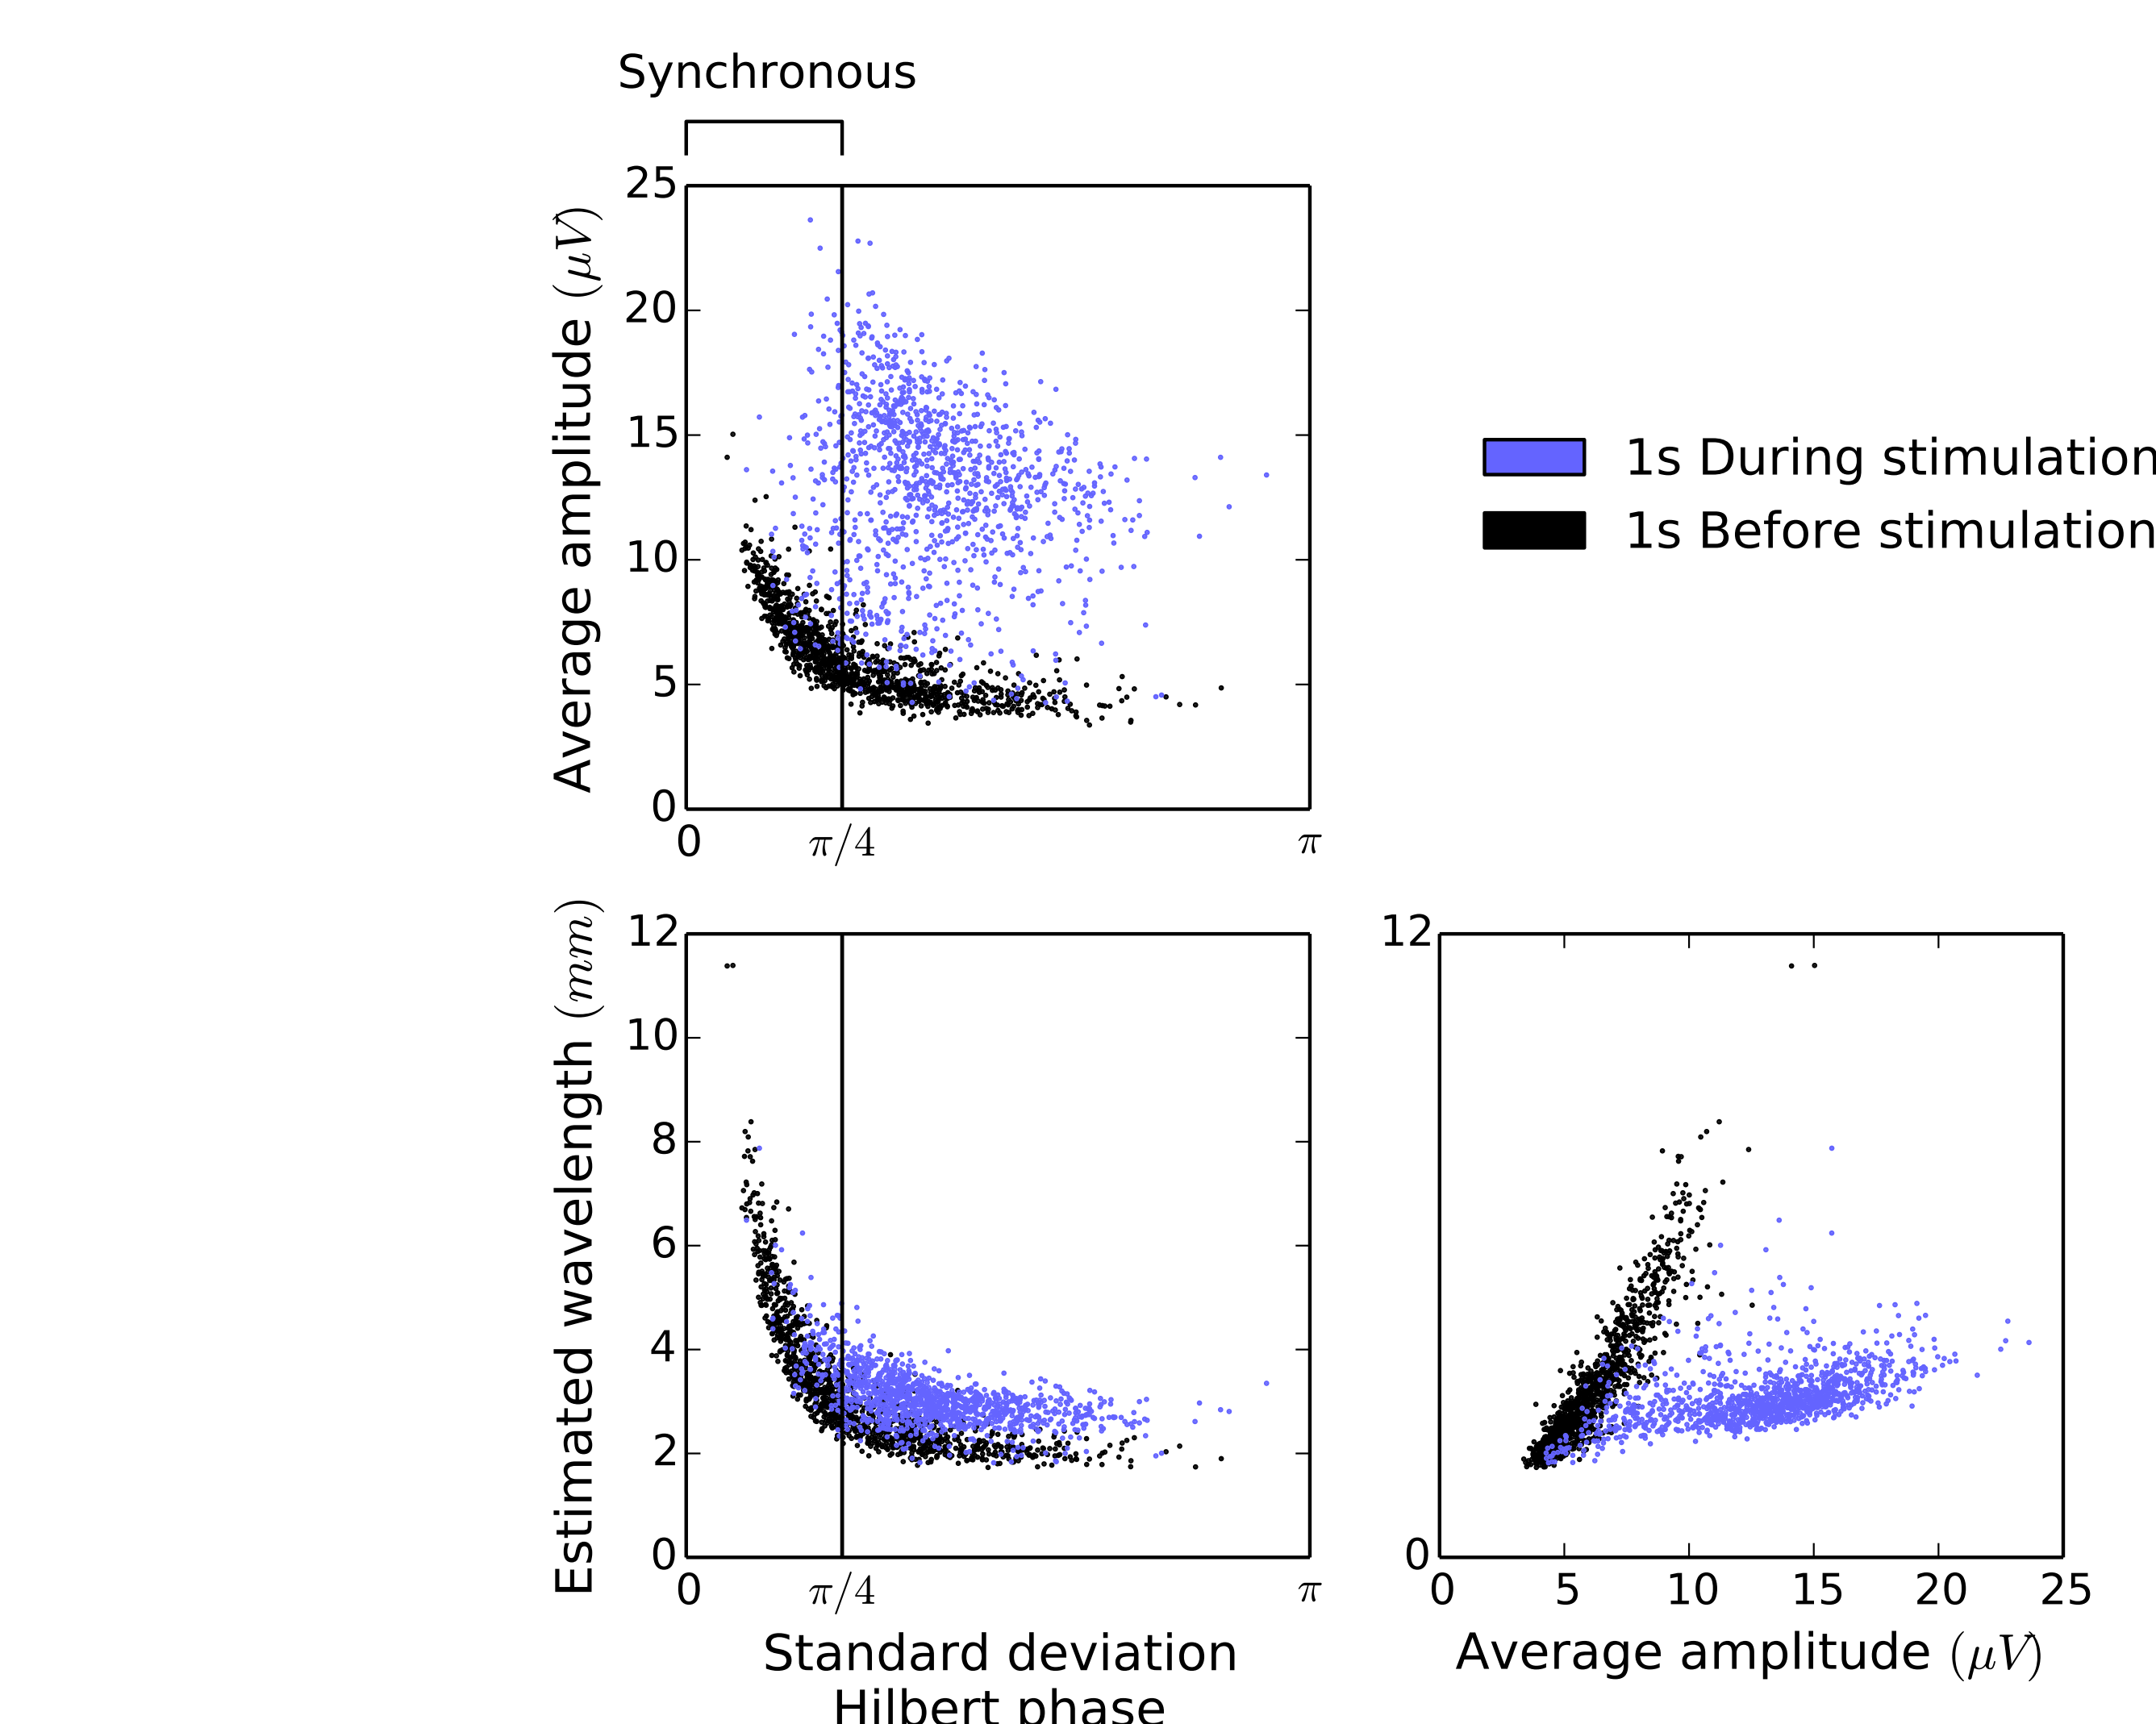 Synchronous
25
20
15
10
5
0
Average amplitude (μV)
0 π/4 π
1s During stimulation
1s Before stimulation
12
10
8
6
4
2
0
Estimated wavelength (mm)
0 π/4 π
Standard deviation
Hilbert phase
12
0
0 5 10 15 20 25
Average amplitude (μV)